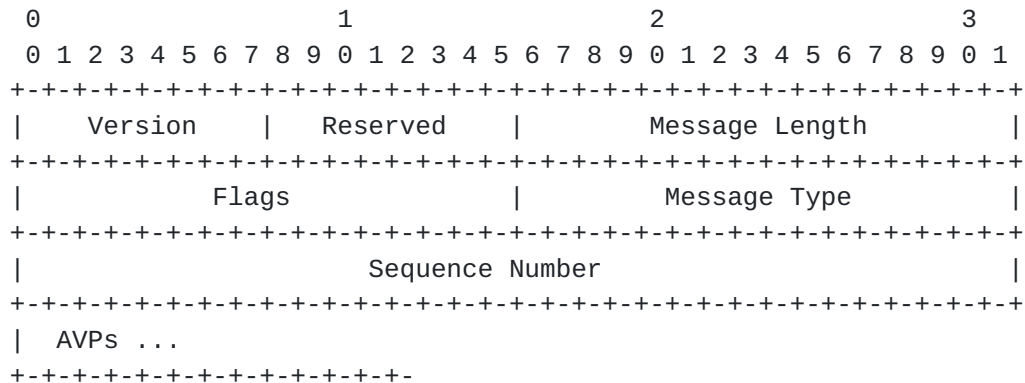 0                   1                   2                   3
 0 1 2 3 4 5 6 7 8 9 0 1 2 3 4 5 6 7 8 9 0 1 2 3 4 5 6 7 8 9 0 1
+-+-+-+-+-+-+-+-+-+-+-+-+-+-+-+-+-+-+-+-+-+-+-+-+-+-+-+-+-+-+-+-+
|    Version    |   Reserved    |        Message Length         |
+-+-+-+-+-+-+-+-+-+-+-+-+-+-+-+-+-+-+-+-+-+-+-+-+-+-+-+-+-+-+-+-+
|            Flags              |         Message Type          |
+-+-+-+-+-+-+-+-+-+-+-+-+-+-+-+-+-+-+-+-+-+-+-+-+-+-+-+-+-+-+-+-+
|                      Sequence Number                          |
+-+-+-+-+-+-+-+-+-+-+-+-+-+-+-+-+-+-+-+-+-+-+-+-+-+-+-+-+-+-+-+-+
|  AVPs ...
+-+-+-+-+-+-+-+-+-+-+-+-+-